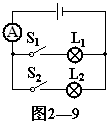 A
S₁ L₁
S₂ L₂
图2—9